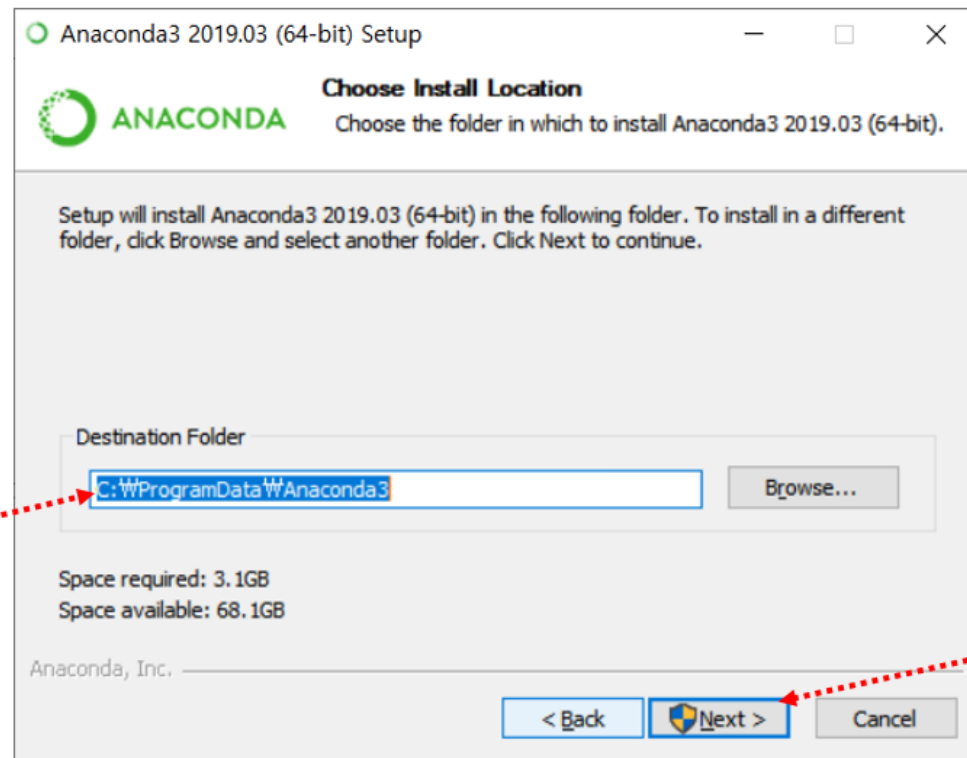 Anaconda3 2019.03 (64-bit) Setup
ANACONDA
Choose Install Location
Choose the folder in which to install Anaconda3 2019.03 (64-bit).
Setup will install Anaconda3 2019.03 (64-bit) in the following folder. To install in a different
folder, click Browse and select another folder. Click Next to continue.
Destination Folder
C:₩ProgramData₩Anaconda3
Browse...
Space required: 3.1GB
Space available: 68.1GB
Anaconda, Inc.
< Back
Next >
Cancel